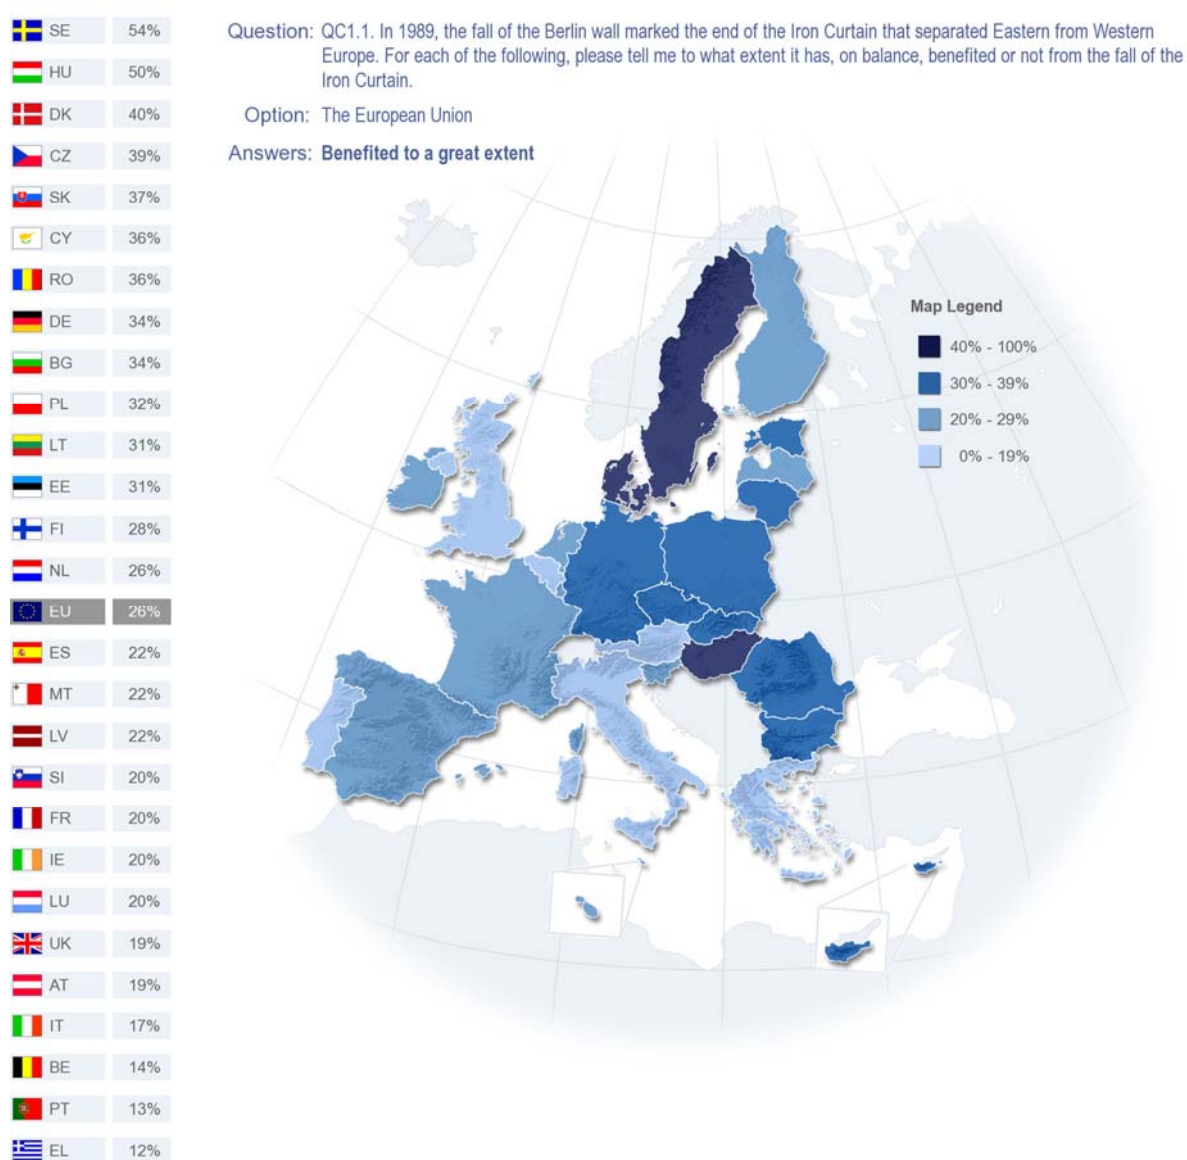 SE 54%
HU 50%
DK 40%
CZ 39%
SK 37%
CY 36%
RO 36%
DE 34%
BG 34%
PL 32%
LT 31%
EE 31%
FI 28%
NL 26%
EU 26%
ES 22%
MT 22%
LV 22%
SI 20%
FR 20%
IE 20%
LU 20%
UK 19%
AT 19%
IT 17%
BE 14%
PT 13%
EL 12%
Question: QC1.1. In 1989, the fall of the Berlin wall marked the end of the Iron Curtain that separated Eastern from Western
Europe. For each of the following, please tell me to what extent it has, on balance, benefited or not from the fall of the
Iron Curtain.
Option: The European Union
Answers: Benefited to a great extent
Map Legend
40% - 100%
30% - 39%
20% - 29%
0% - 19%